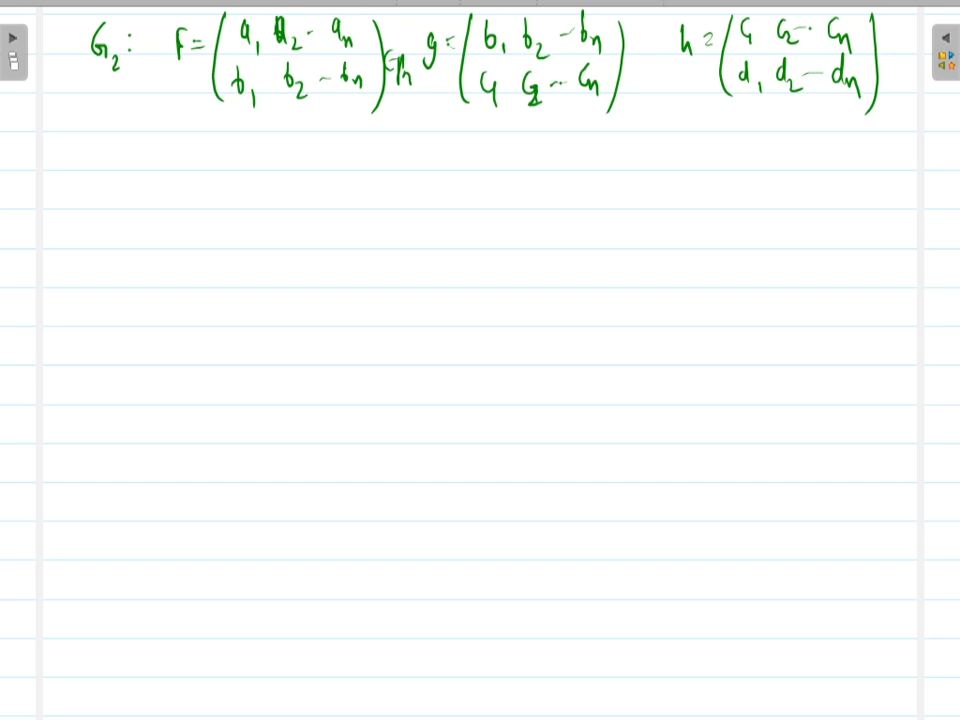 G₂: f = ( a₁ a₂ - aₙ ) g = ( b₁ b₂ - bₙ ) h = ( c₁ c₂ -- cₙ )
( b₁ b₂ - bₙ ) ( c₁ c₂ -- cₙ ) ( d₁ d₂ - dₙ )